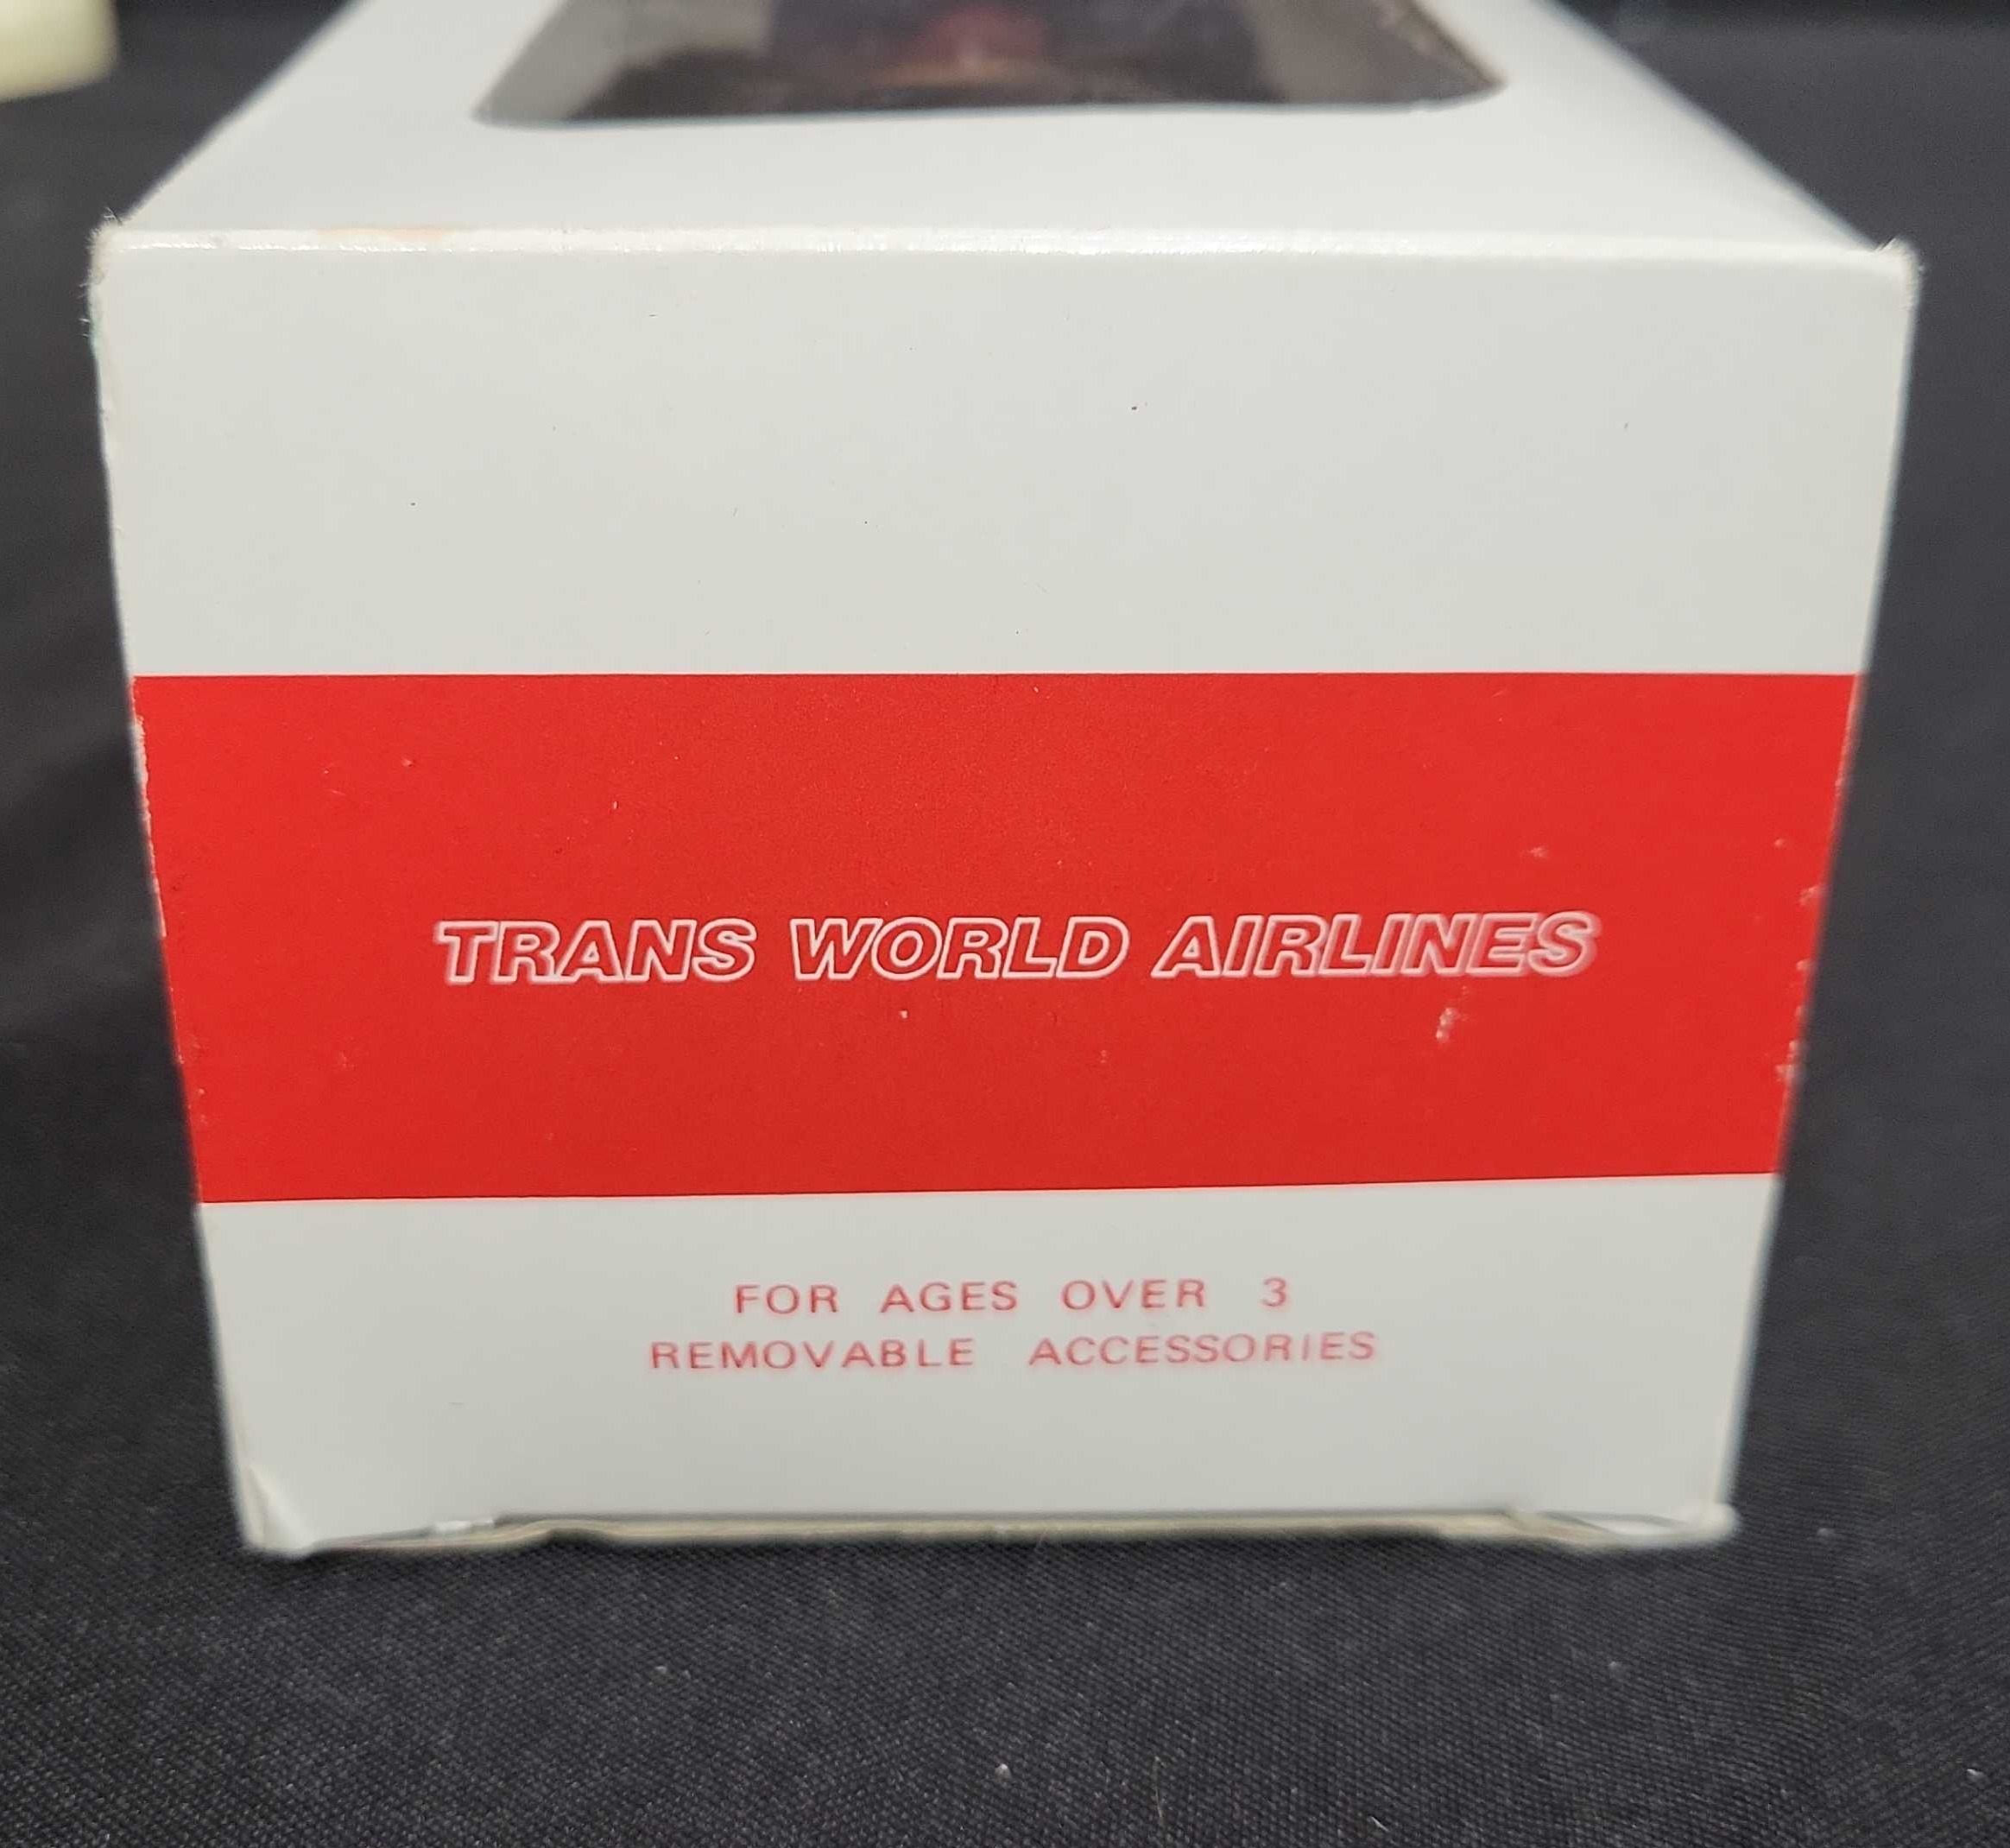 TRANS WORLD AIRLINES
FOR AGES OVER 3
REMOVABLE ACCESSORIES